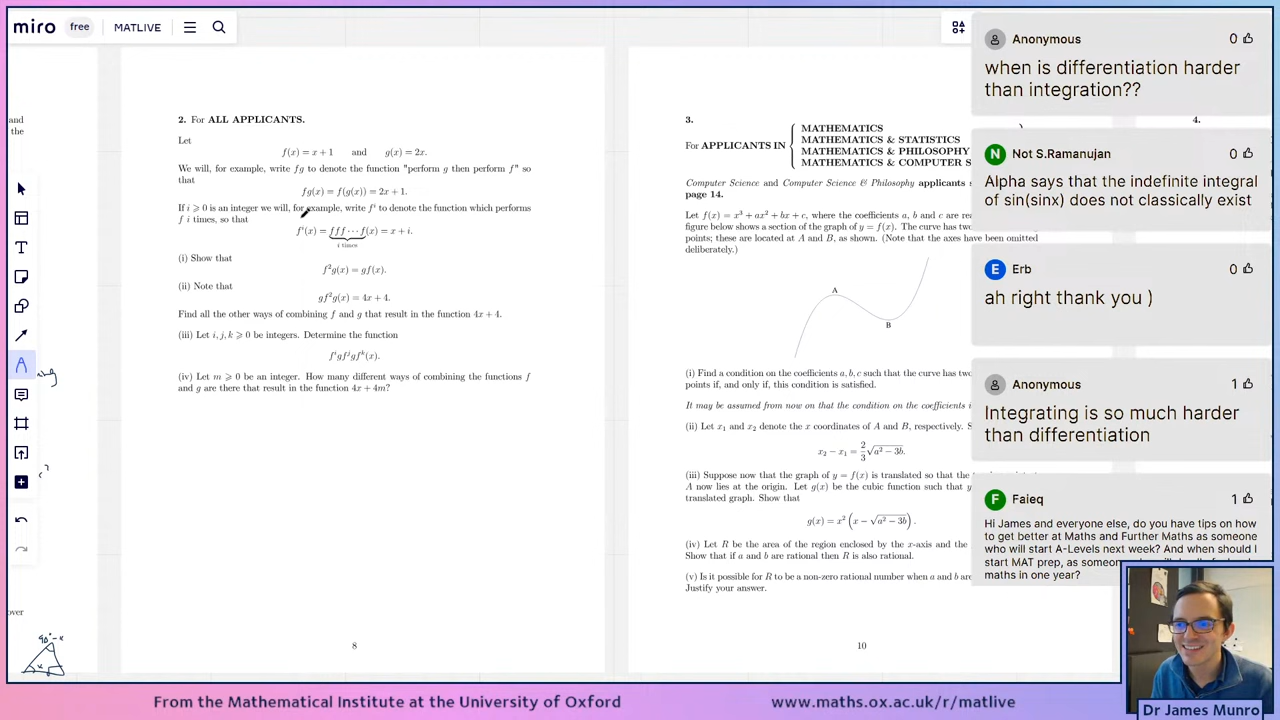 miro
free
MATLIVE
and
the
over
90°-x
x
2. For ALL APPLICANTS.
Let
f(x) = x + 1 and g(x) = 2x.
We will, for example, write fg to denote the function "perform g then perform f" so
that
fg(x) = f(g(x)) = 2x + 1.
If i ⩾ 0 is an integer we will, for example, write f^i to denote the function which performs
f i times, so that
f^i(x) = fff···f(x) = x + i.
i times
(i) Show that
f²g(x) = gf(x).
(ii) Note that
gf²g(x) = 4x + 4.
Find all the other ways of combining f and g that result in the function 4x + 4.
(iii) Let i, j, k ⩾ 0 be integers. Determine the function
f^i gf^j gf^k(x).
(iv) Let m ⩾ 0 be an integer. How many different ways of combining the functions f
and g are there that result in the function 4x + 4m?
8
3.
For APPLICANTS IN
MATHEMATICS
MATHEMATICS & STATISTICS
MATHEMATICS & PHILOSOPHY
MATHEMATICS & COMPUTER S
Computer Science and Computer Science & Philosophy applicants s
page 14.
Let f(x) = x³ + ax² + bx + c, where the coefficients a, b and c are rea
figure below shows a section of the graph of y = f(x). The curve has two
points; these are located at A and B, as shown. (Note that the axes have been omitted
deliberately.)
A
B
(i) Find a condition on the coefficients a, b, c such that the curve has two
points if, and only if, this condition is satisfied.
It may be assumed from now on that the condition on the coefficients i
(ii) Let x₁ and x₂ denote the x coordinates of A and B, respectively. S
x₂ − x₁ = 2/3 √(a² − 3b).
(iii) Suppose now that the graph of y = f(x) is translated so that the
A now lies at the origin. Let g(x) be the cubic function such that y
translated graph. Show that
g(x) = x² (x − √(a² − 3b)).
(iv) Let R be the area of the region enclosed by the x-axis and the
Show that if a and b are rational then R is also rational.
(v) Is it possible for R to be a non-zero rational number when a and b are
Justify your answer.
10
4.
Anonymous 0
when is differentiation harder
than integration??
N Not S.Ramanujan 0
Alpha says that the indefinite integral
of sin(sinx) does not classically exist
E Erb 0
ah right thank you )
Anonymous 1
Integrating is so much harder
than differentiation
F Faieq 1
Hi James and everyone else, do you have tips on how
to get better at Maths and Further Maths as someone
who will start A-Levels next week? And when should I
start MAT prep, as someone
maths in one year?
From the Mathematical Institute at the University of Oxford
www.maths.ox.ac.uk/r/matlive
Dr James Munro